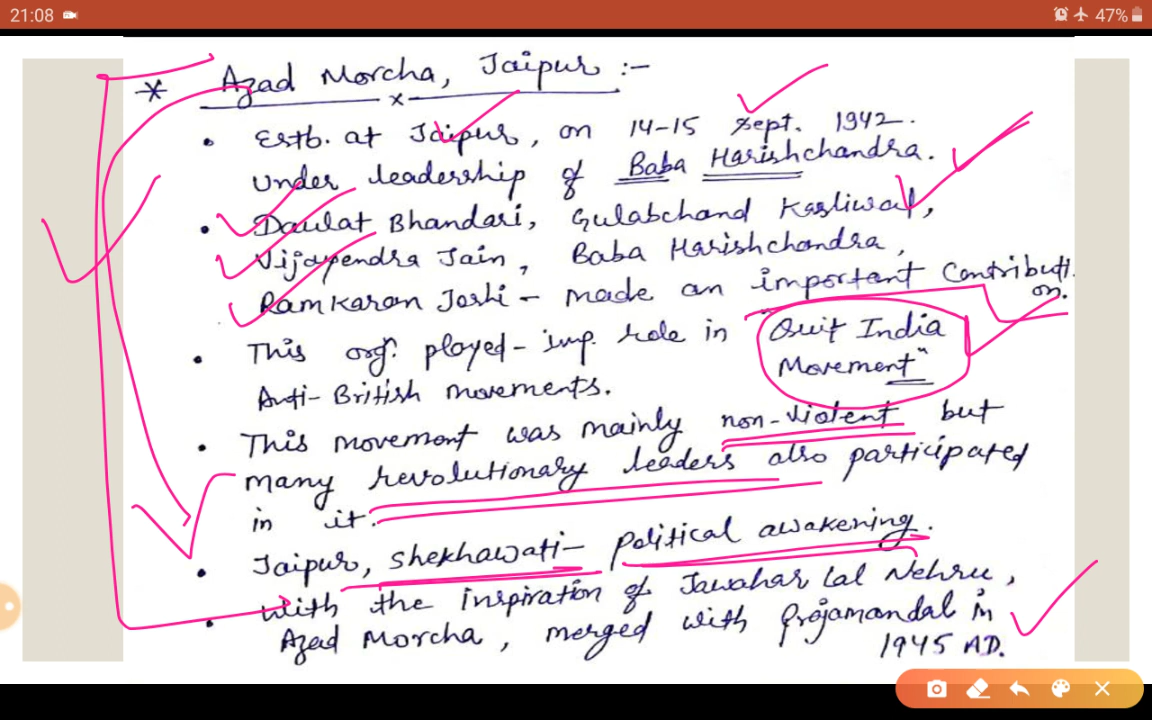 21:08
47%
* Azad Morcha, Jaipur :-
x
• Estb. at Jaipur, on 14-15 Sept. 1942.
Under leadership of Baba Harishchandra.
• Daulat Bhandari, Gulabchand Kasliwal,
Vijayendra Jain, Baba Harishchandra,
Ramkaran Joshi - made an important Contributi
on.
• This orgn. played - imp. role in "Quit India
Movement"
Anti-British movements.
• This movement was mainly non-violent but
many revolutionary leaders also participated
in it.
• Jaipur, Shekhawati- political awakening.
• With the inspiration of Jawahar Lal Nehru,
Azad Morcha, merged with Prajamandal in
1945 AD.